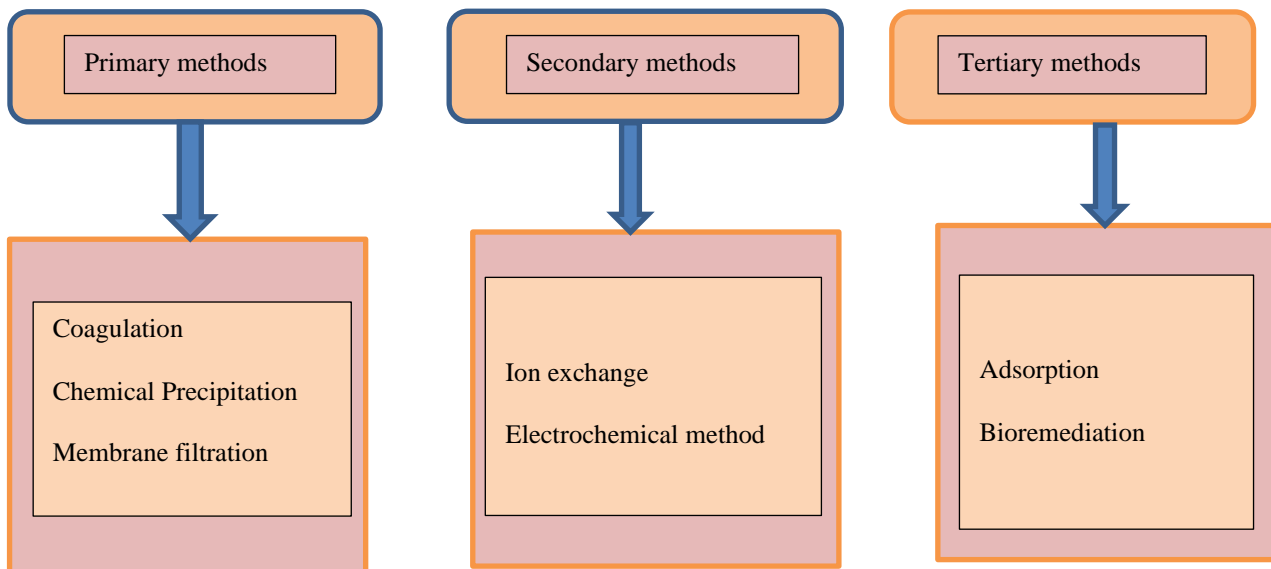 Primary methods
Secondary methods
Tertiary methods
Coagulation
Chemical Precipitation
Membrane filtration
Ion exchange
Electrochemical method
Adsorption
Bioremediation